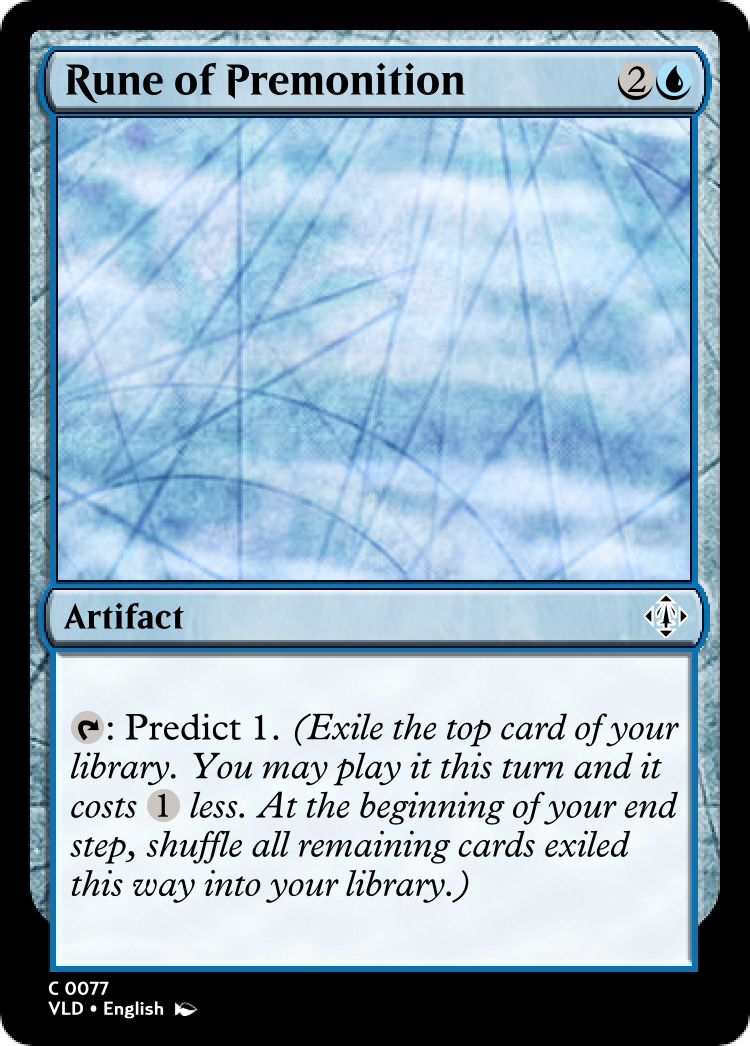 Rune of Premonition 2
Artifact
: Predict 1. (Exile the top card of your
library. You may play it this turn and it
costs 1 less. At the beginning of your end
step, shuffle all remaining cards exiled
this way into your library.)
C 0077
VLD • English